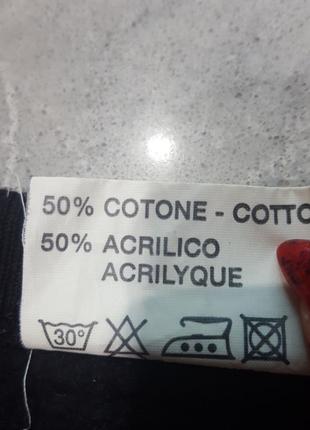 50% COTONE - COTTO
50% ACRILICO
ACRILYQUE
30°